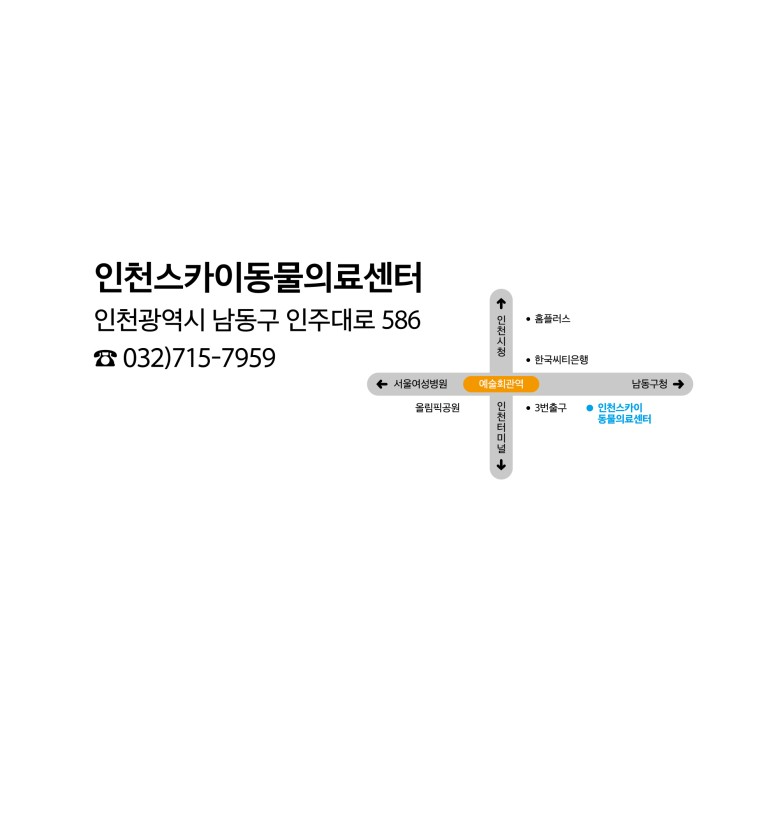 인천스카이동물의료센터
인천광역시 남동구 인주대로 586
☎ 032)715-7959
인천시청
• 홈플러스
• 한국씨티은행
← 서울여성병원
예술회관역
남동구청 →
올림픽공원
인천터미널
• 3번출구
• 인천스카이
동물의료센터